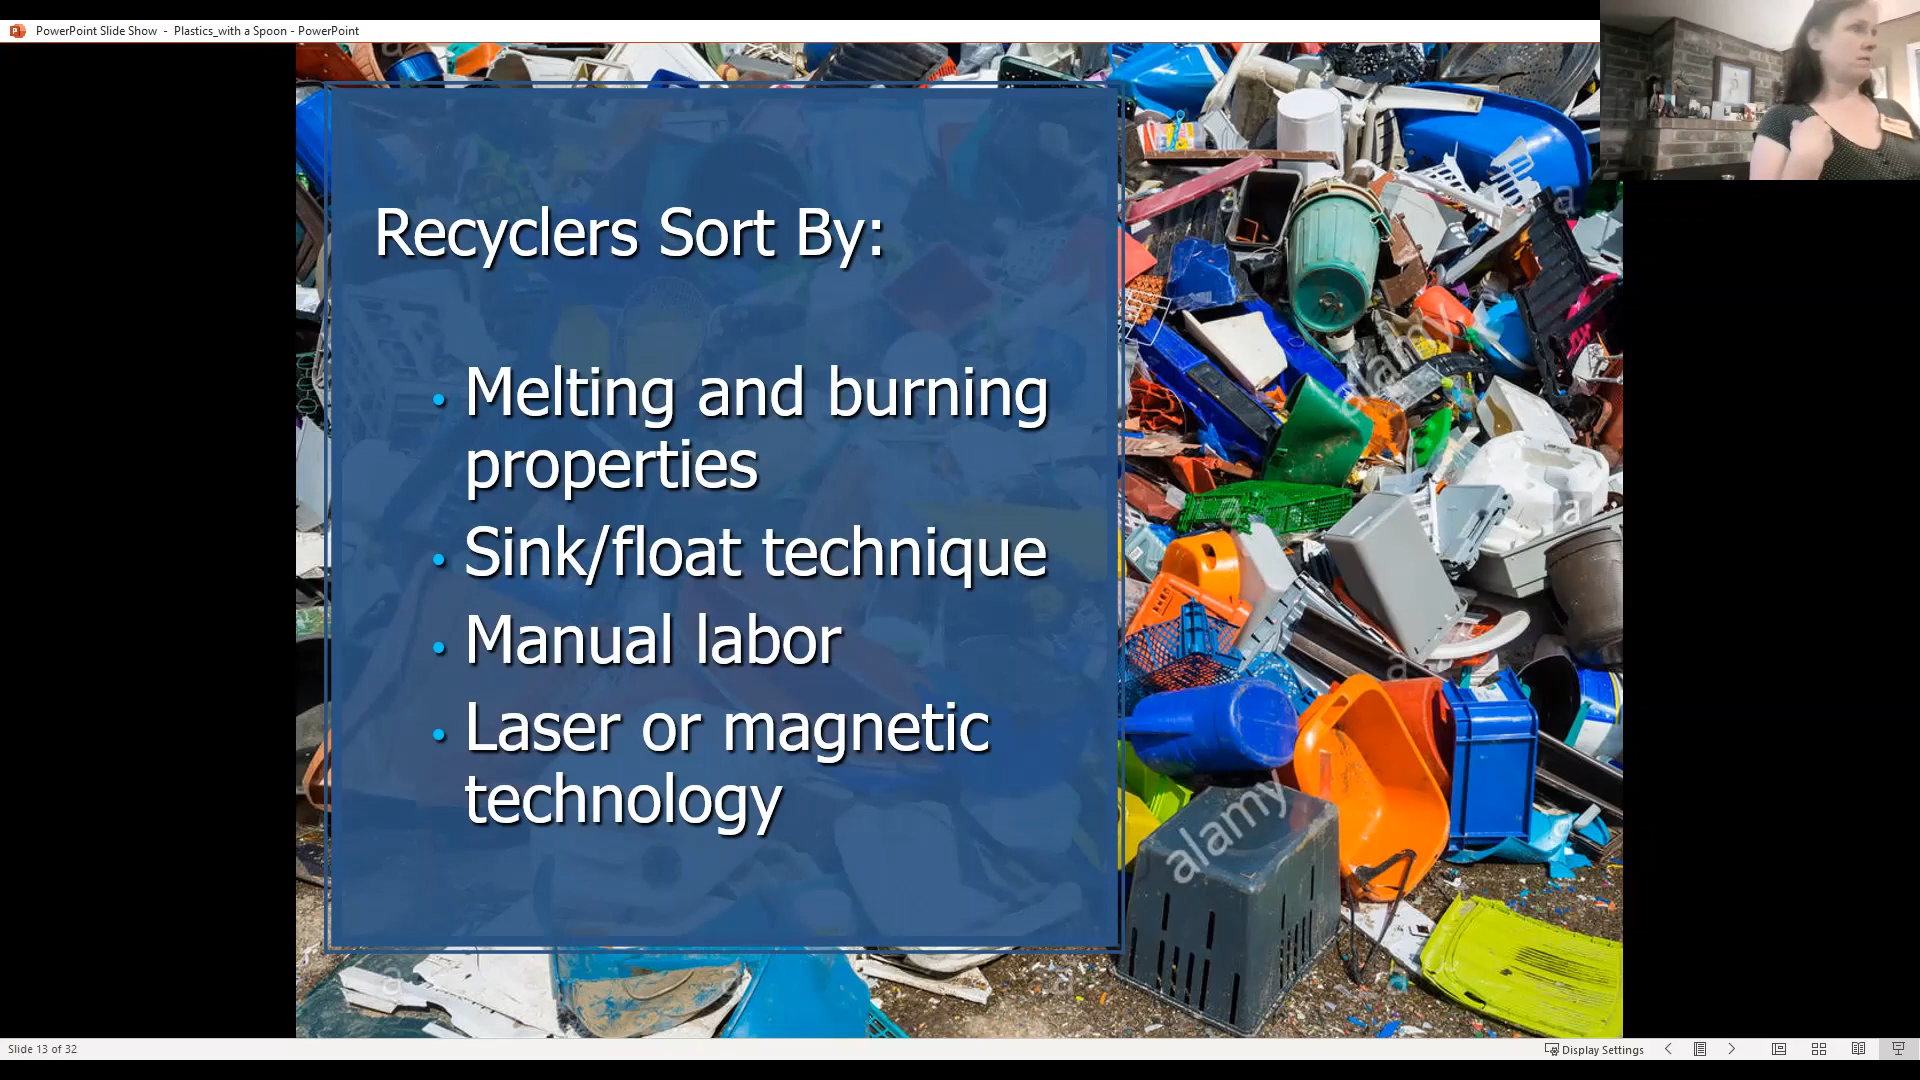 PowerPoint Slide Show - Plastics_with a Spoon - PowerPoint
Recyclers Sort By:
• Melting and burning
properties
• Sink/float technique
• Manual labor
• Laser or magnetic
technology
alamy
alamy
a
Slide 13 of 32
Display Settings